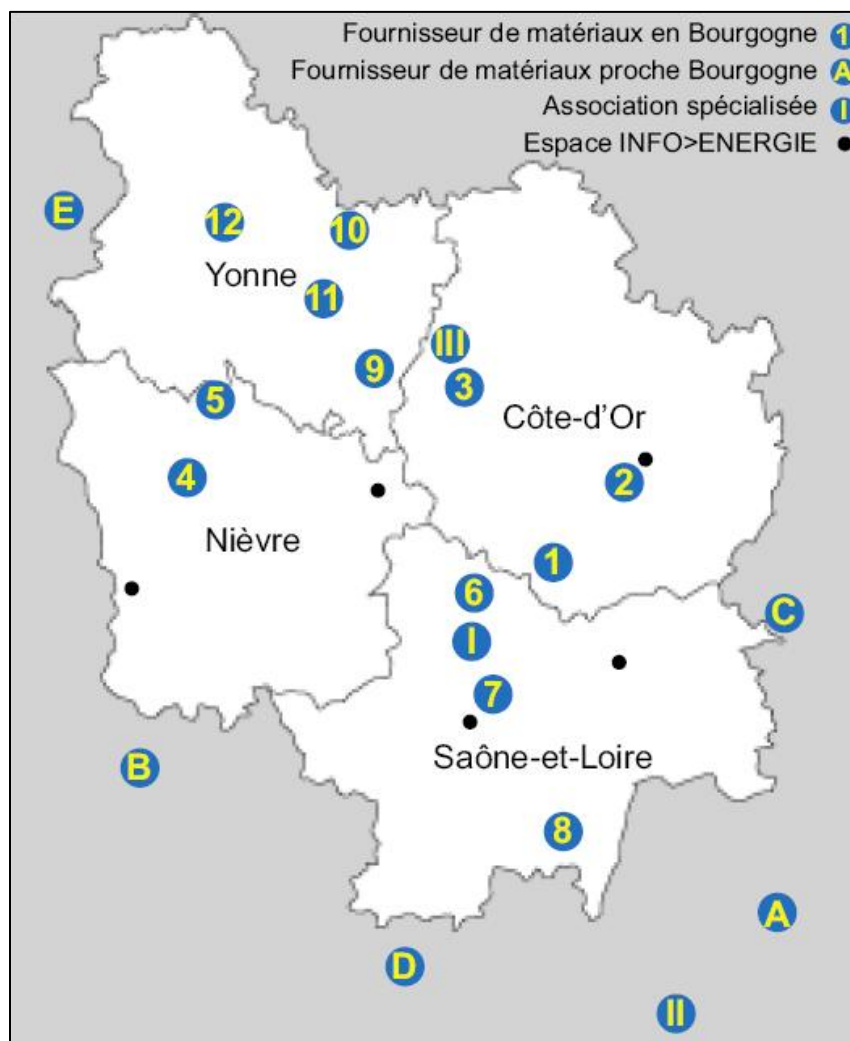 Fournisseur de matériaux en Bourgogne 1
Fournisseur de matériaux proche Bourgogne A
Association spécialisée I
Espace INFO>ENERGIE
E
12
10
Yonne
11
III
9
3
5
Côte-d'Or
4
2
Nièvre
1
6
C
I
7
B
Saône-et-Loire
8
A
D
II